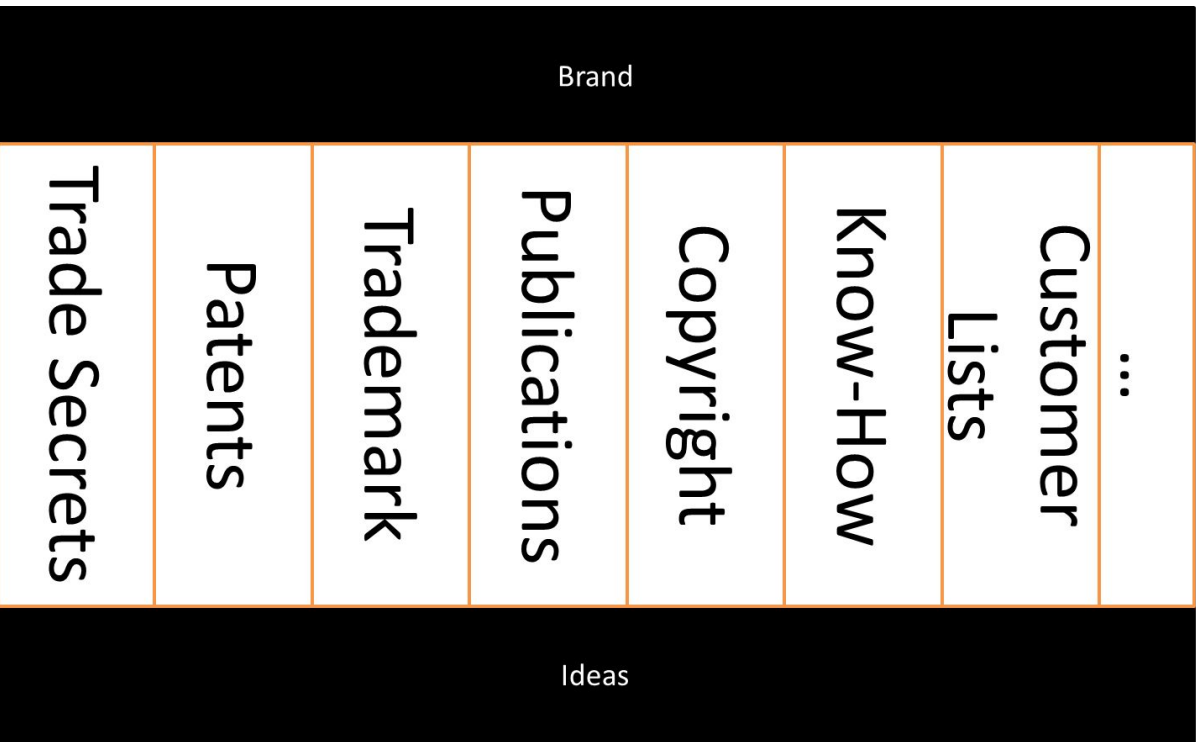 Brand
Trade Secrets
Patents
Trademark
Publications
Copyright
Know-How
Customer
Lists
...
Ideas